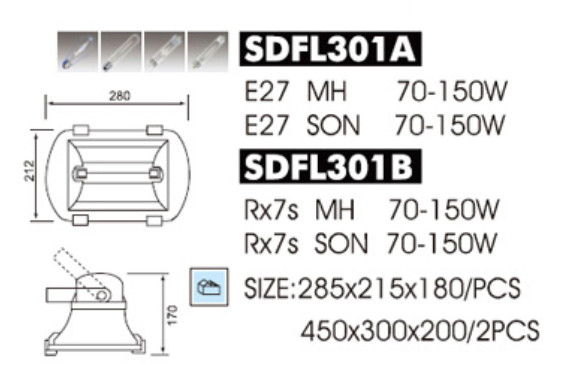 SDFL301A
E27 MH 70-150W
E27 SON 70-150W
SDFL301B
Rx7s MH 70-150W
Rx7s SON 70-150W
SIZE:285x215x180/PCS
450x300x200/2PCS
280
212
170